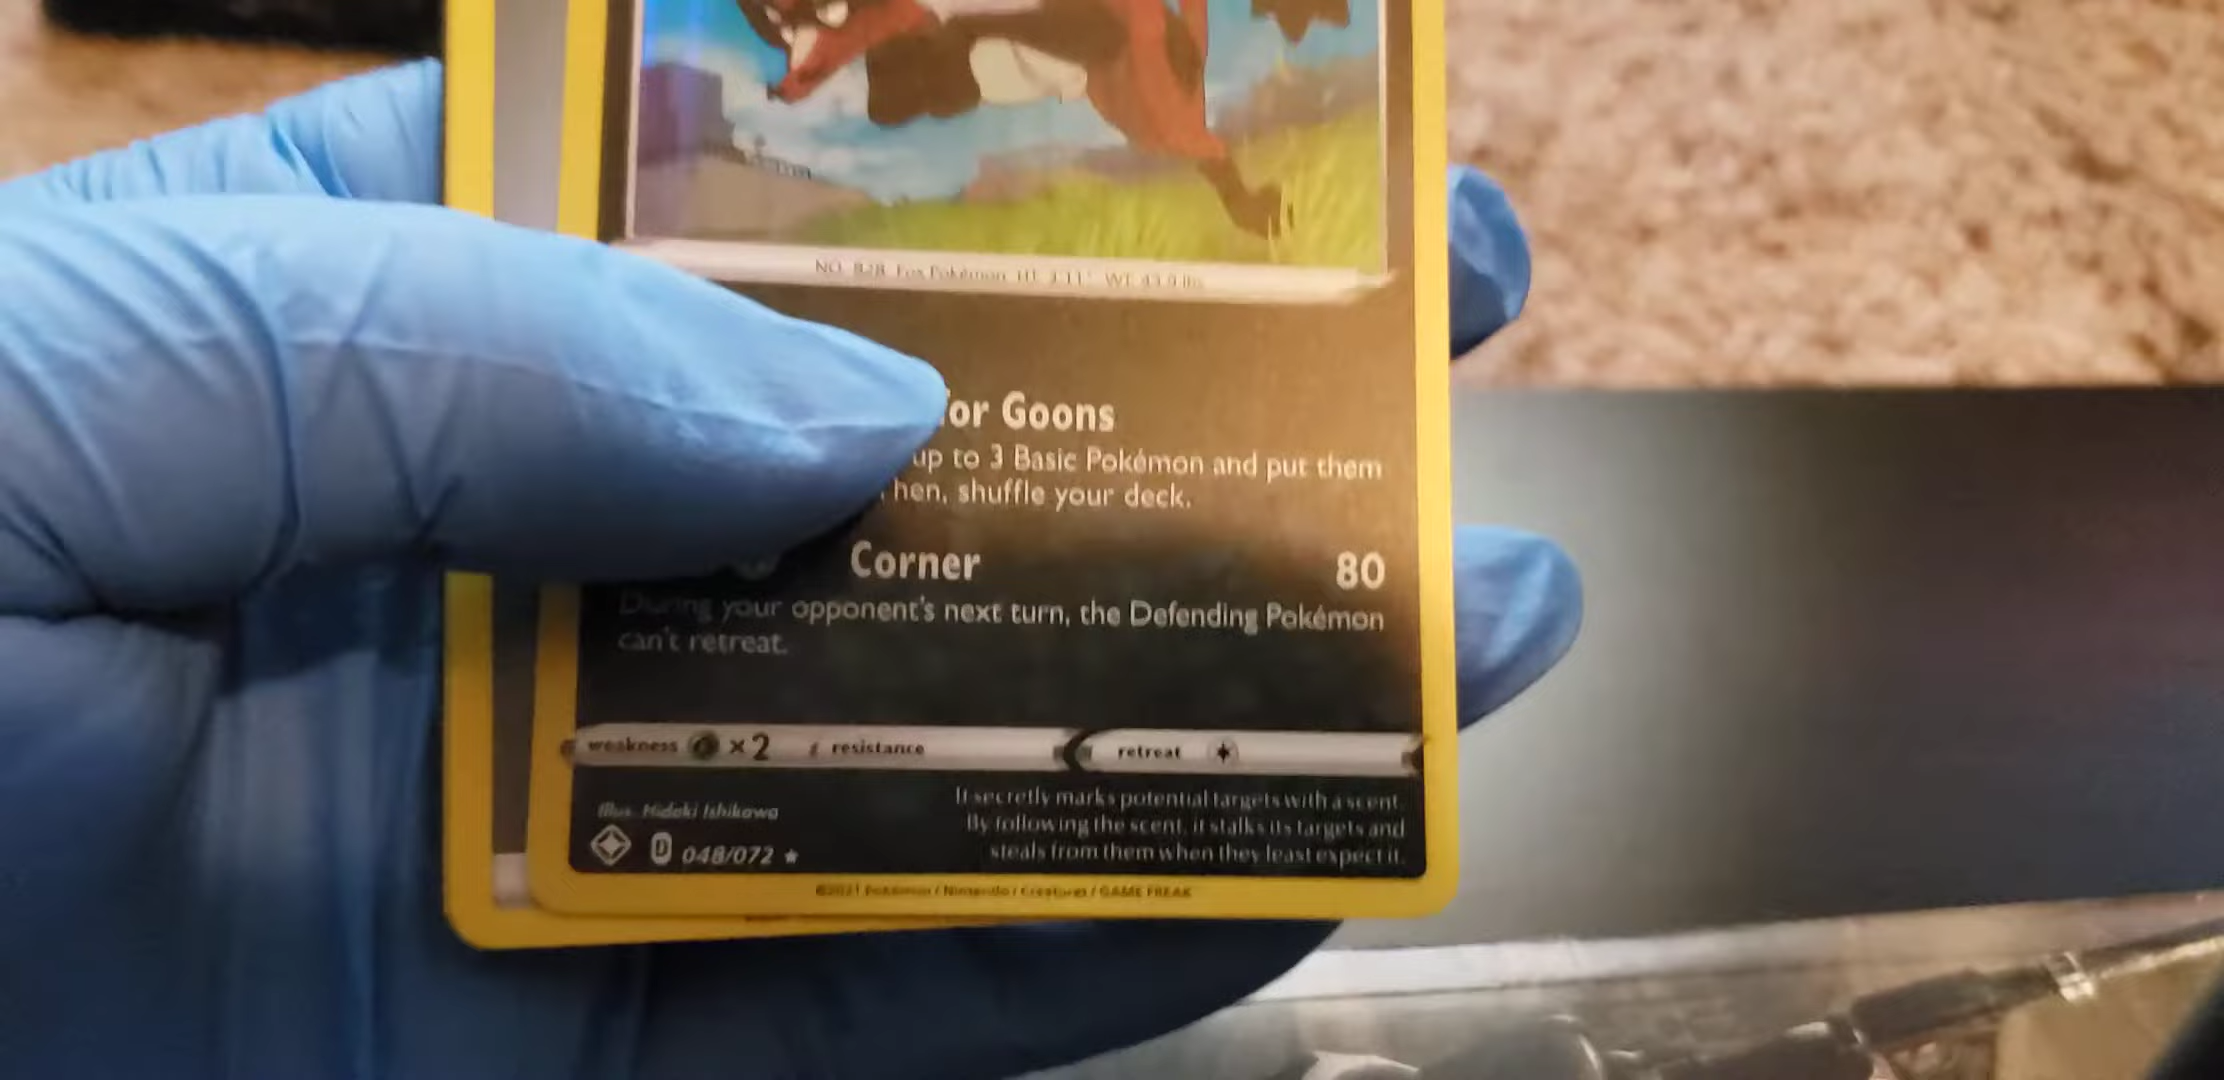 NO. 828 Fox Pokémon HT: 3'11" WT: 43.9 lbs.
for Goons
up to 3 Basic Pokémon and put them
hen, shuffle your deck.
Corner 80
During your opponent's next turn, the Defending Pokémon
can't retreat.
weakness ×2 resistance retreat
Illus. Hideki Ishikawa
D 048/072 ★
It secretly marks potential targets with a scent.
By following the scent, it stalks its targets and
steals from them when they least expect it.
©2021 Pokémon / Nintendo / Creatures / GAME FREAK